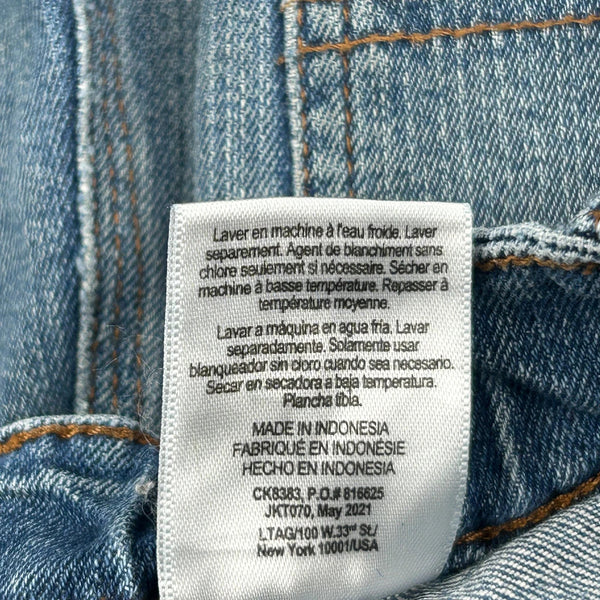 Laver en machine à l'eau froide. Laver
separement. Agent de blanchiment sans
chlore seulement si nécessaire. Sécher en
machine à basse température. Repasser à
température moyenne.
Lavar a máquina en agua fria. Lavar
separadamente. Solamente usar
blanqueador sin cloro cuando sea necesario.
Secar en secadora a baja temperatura.
Plancha tibia.
MADE IN INDONESIA
FABRIQUÉ EN INDONÉSIE
HECHO EN INDONESIA
CK8383, P.O.# 816625
JKT070, May 2021
LTAG/100 W.33rd St./
New York 10001/USA